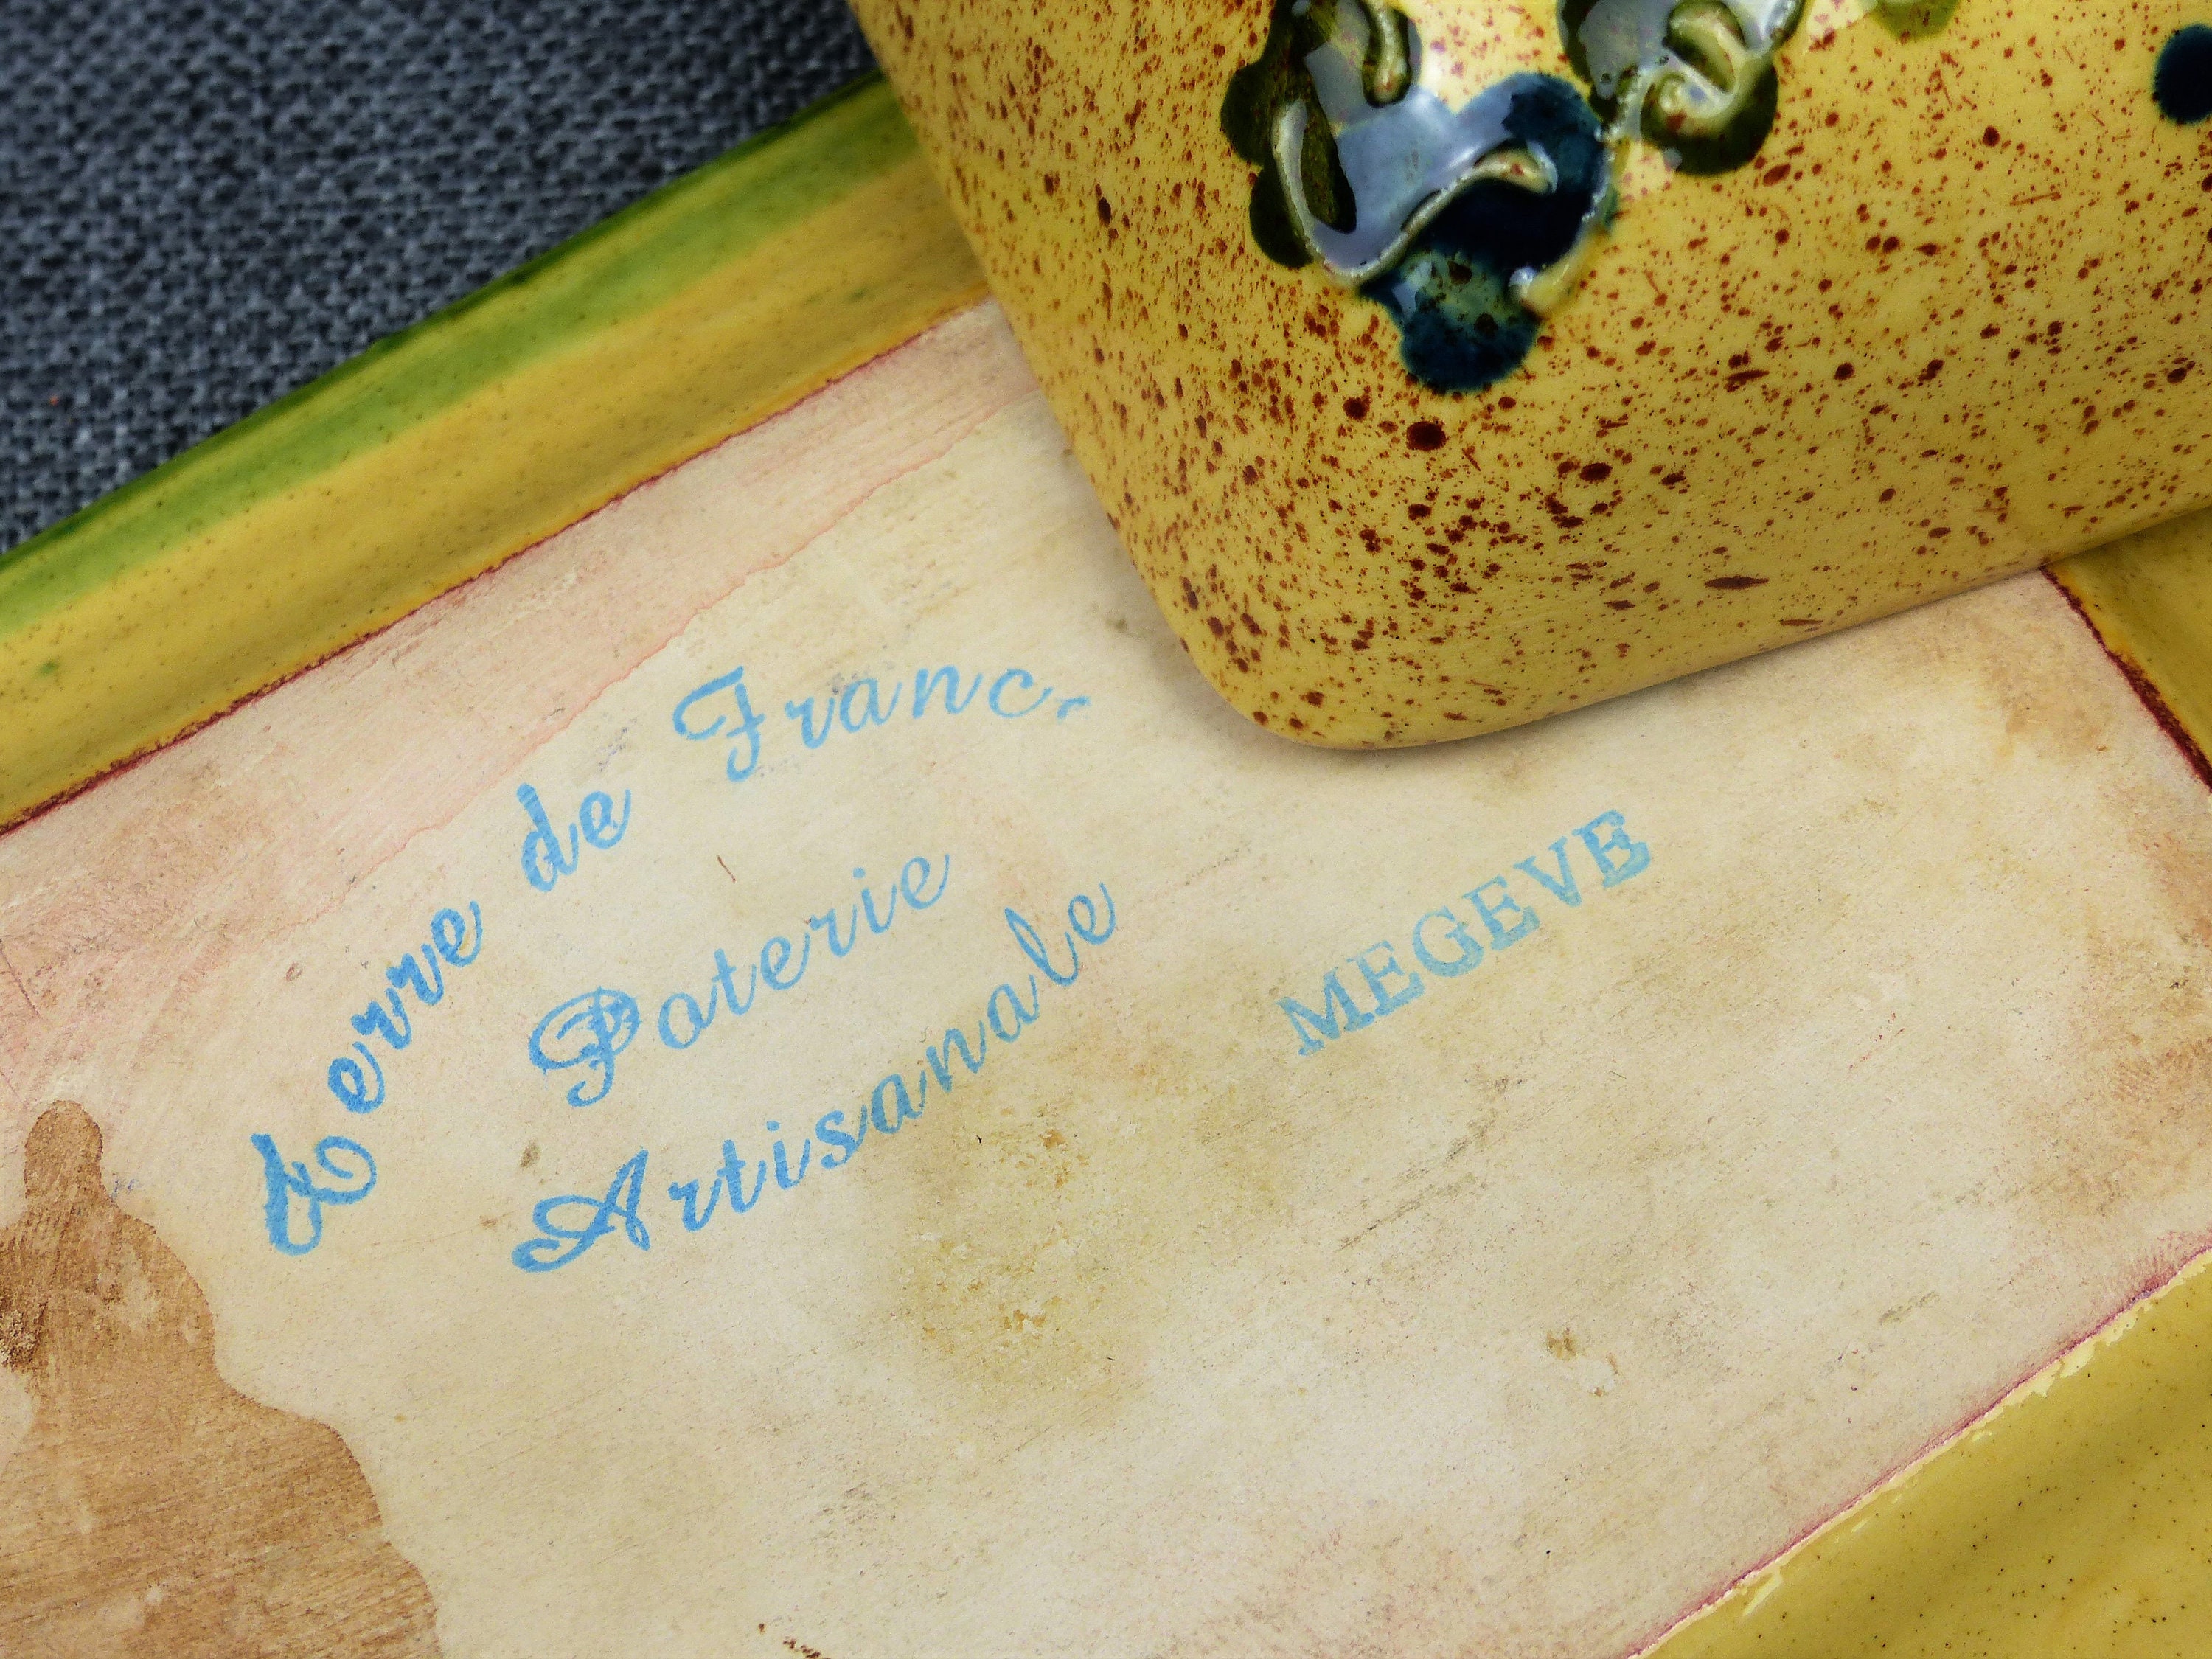 Terre de Franc
Poterie
Artisanale
MEGEVE